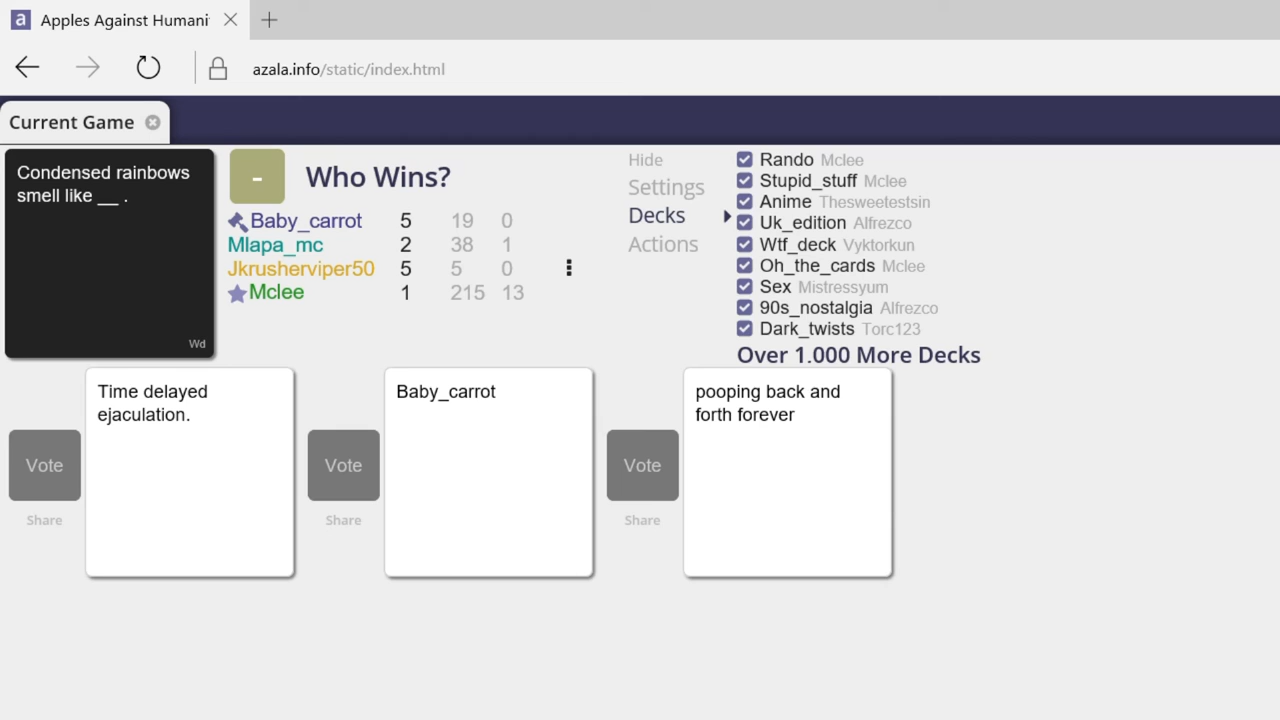 a Apples Against Humani
azala.info/static/index.html
Current Game
Condensed rainbows
smell like __ .
Wd
-
Who Wins?
Baby_carrot 5 19 0
Mlapa_mc 2 38 1
Jkrusherviper50 5 5 0
Mclee 1 215 13
Hide
Settings
Decks
Actions
Rando Mclee
Stupid_stuff Mclee
Anime Thesweetestsin
Uk_edition Alfrezco
Wtf_deck Vyktorkun
Oh_the_cards Mclee
Sex Mistressyum
90s_nostalgia Alfrezco
Dark_twists Torc123
Over 1,000 More Decks
Vote
Share
Time delayed
ejaculation.
Vote
Share
Baby_carrot
Vote
Share
pooping back and
forth forever